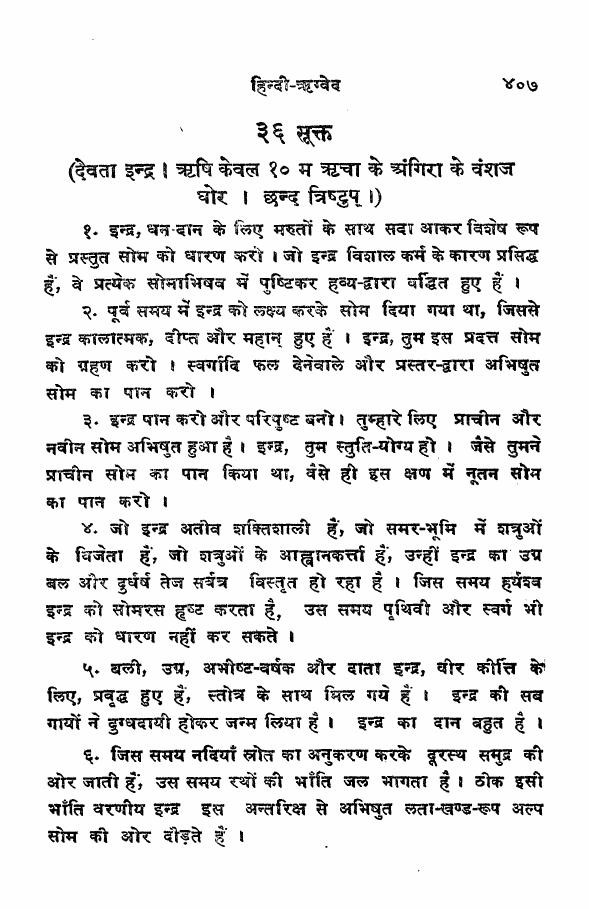 हिन्दी-ऋग्वेद ४०७
३६ सूक्त
(देवता इन्द्र । ऋषि केवल १० म ऋचा के अंगिरा के वंशज
घोर । छन्द त्रिष्टुप् ।)
१. इन्द्र, धन-दान के लिए मरुतों के साथ सदा आकर विशेष रूप
से प्रस्तुत सोम को धारण करो । जो इन्द्र विशाल कर्म के कारण प्रसिद्ध
हैं, वे प्रत्येक सोमाभिषव में पुष्टिकर हव्य-द्वारा वर्द्धित हुए हैं ।
२. पूर्व समय में इन्द्र को लक्ष्य करके सोम दिया गया था, जिससे
इन्द्र कालात्मक, दीप्त और महान् हुए हैं । इन्द्र, तुम इस प्रदत्त सोम
को ग्रहण करो । स्वर्गादि फल देनेवाले और प्रस्तर-द्वारा अभिषुत
सोम का पान करो ।
३. इन्द्र पान करो और परिपुष्ट बनो। तुम्हारे लिए प्राचीन और
नवीन सोम अभिषुत हुआ है । इन्द्र, तुम स्तुति-योग्य हो । जैसे तुमने
प्राचीन सोम का पान किया था, वैसे ही इस क्षण में नूतन सोम
का पान करो ।
४. जो इन्द्र अतीव शक्तिशाली हैं, जो समर-भूमि में शत्रुओं
के विजेता हैं, जो शत्रुओं के आह्वानकर्त्ता हैं, उन्हीं इन्द्र का उग्र
बल और दुर्धर्ष तेज सर्वत्र विस्तृत हो रहा है । जिस समय हर्यश्व
इन्द्र को सोमरस हृष्ट करता है, उस समय पृथिवी और स्वर्ग भी
इन्द्र को धारण नहीं कर सकते ।
५. बली, उग्र, अभीष्ट-वर्षक और दाता इन्द्र, वीर कीर्त्ति के
लिए, प्रवृद्ध हुए हैं, स्तोत्र के साथ मिल गये हैं । इन्द्र की सब
गायों ने दुग्धदायी होकर जन्म लिया है । इन्द्र का दान बहुत है ।
६. जिस समय नदियाँ स्रोत का अनुकरण करके दूरस्थ समुद्र की
ओर जाती हैं, उस समय रथों की भाँति जल भागता है । ठीक इसी
भाँति वरणीय इन्द्र इस अन्तरिक्ष से अभिषुत लता-खण्ड-रूप अल्प
सोम की ओर दौड़ते हैं ।